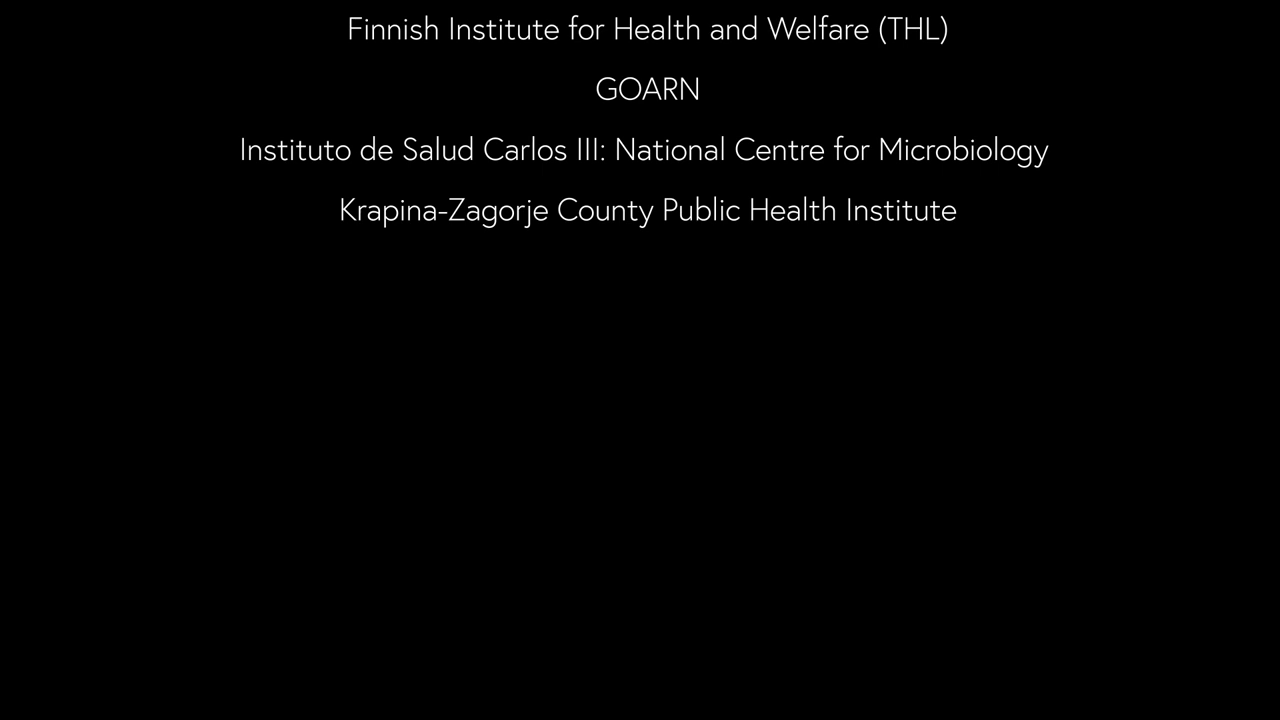 Finnish Institute for Health and Welfare (THL)
GOARN
Instituto de Salud Carlos III: National Centre for Microbiology
Krapina-Zagorje County Public Health Institute